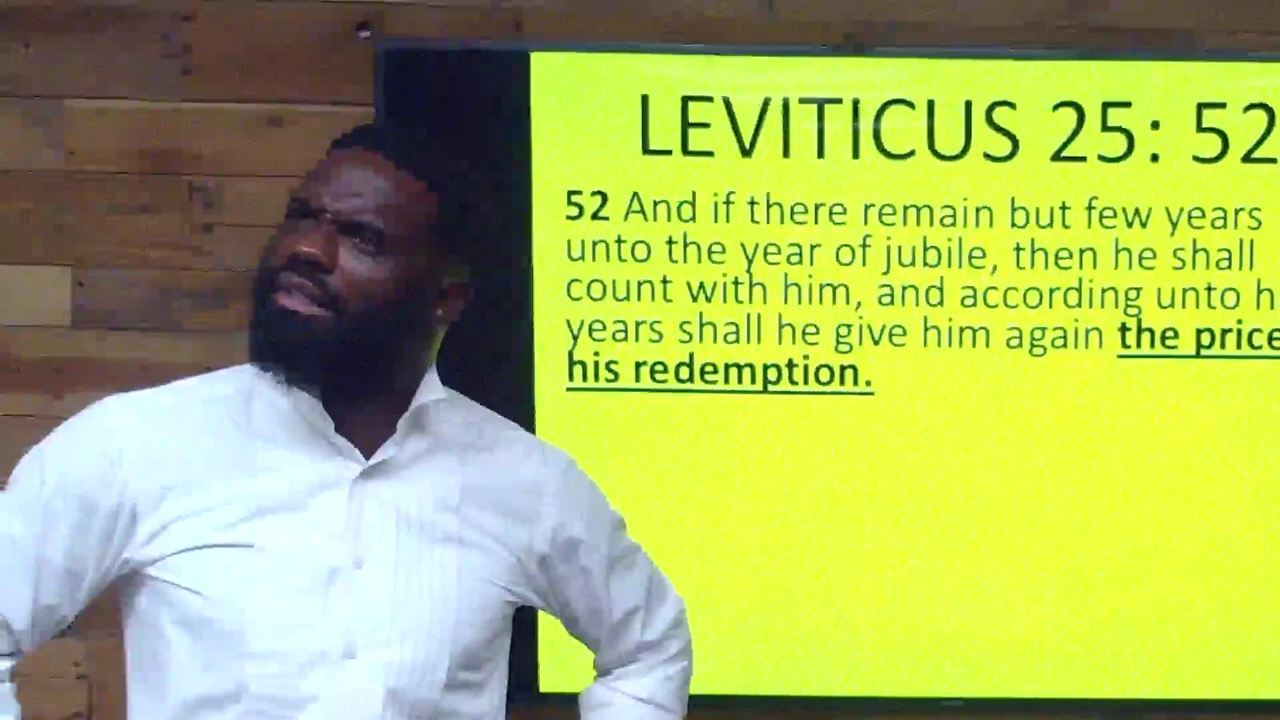 LEVITICUS 25: 52
52 And if there remain but few years
unto the year of jubile, then he shall
count with him, and according unto h
years shall he give him again the price
his redemption.